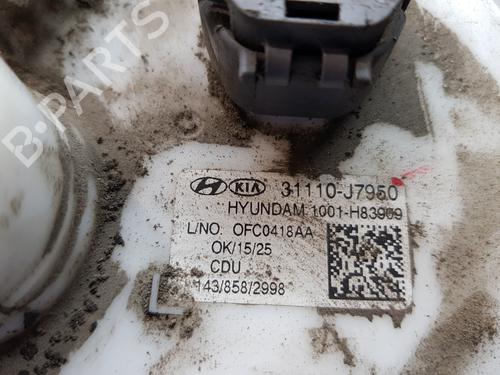 B-PARTS
HYUNDAI KIA 31110-J7950
HYUNDAM 1001-H83909
L/NO. OFC0418AA
OK/15/25
CDU
143/858/2998